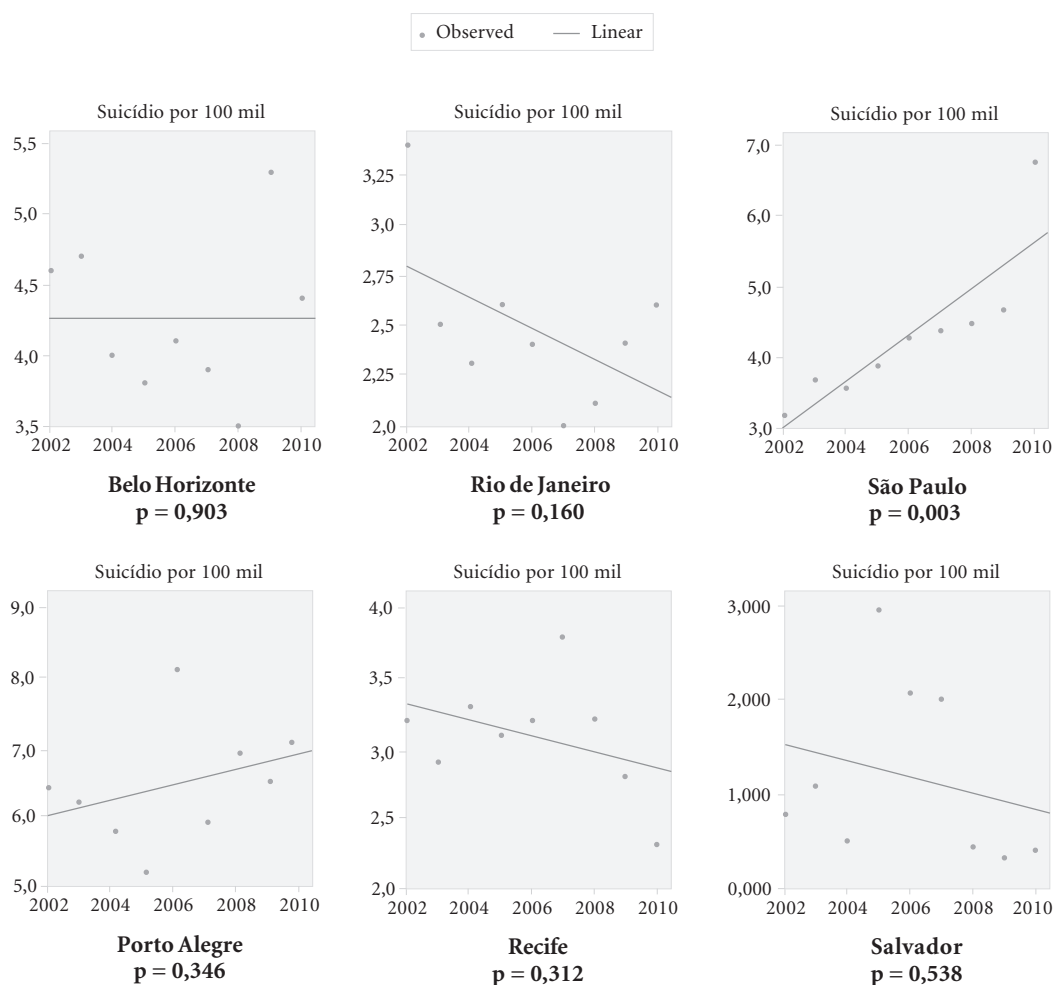 Observed Linear
Suicídio por 100 mil
5,5
5,0
4,5
4,0
3,5
2002 2004 2006 2008 2010
Belo Horizonte
p = 0,903
Suicídio por 100 mil
3,25
3,0
2,75
2,5
2,25
2,0
2002 2004 2006 2008 2010
Rio de Janeiro
p = 0,160
Suicídio por 100 mil
7,0
6,0
5,0
4,0
3,0
2002 2004 2006 2008 2010
São Paulo
p = 0,003
Suicídio por 100 mil
9,0
8,0
7,0
6,0
5,0
2002 2004 2006 2008 2010
Porto Alegre
p = 0,346
Suicídio por 100 mil
4,0
3,5
3,0
2,5
2,0
2002 2004 2006 2008 2010
Recife
p = 0,312
Suicídio por 100 mil
3,000
2,000
1,000
0,000
2002 2004 2006 2008 2010
Salvador
p = 0,538